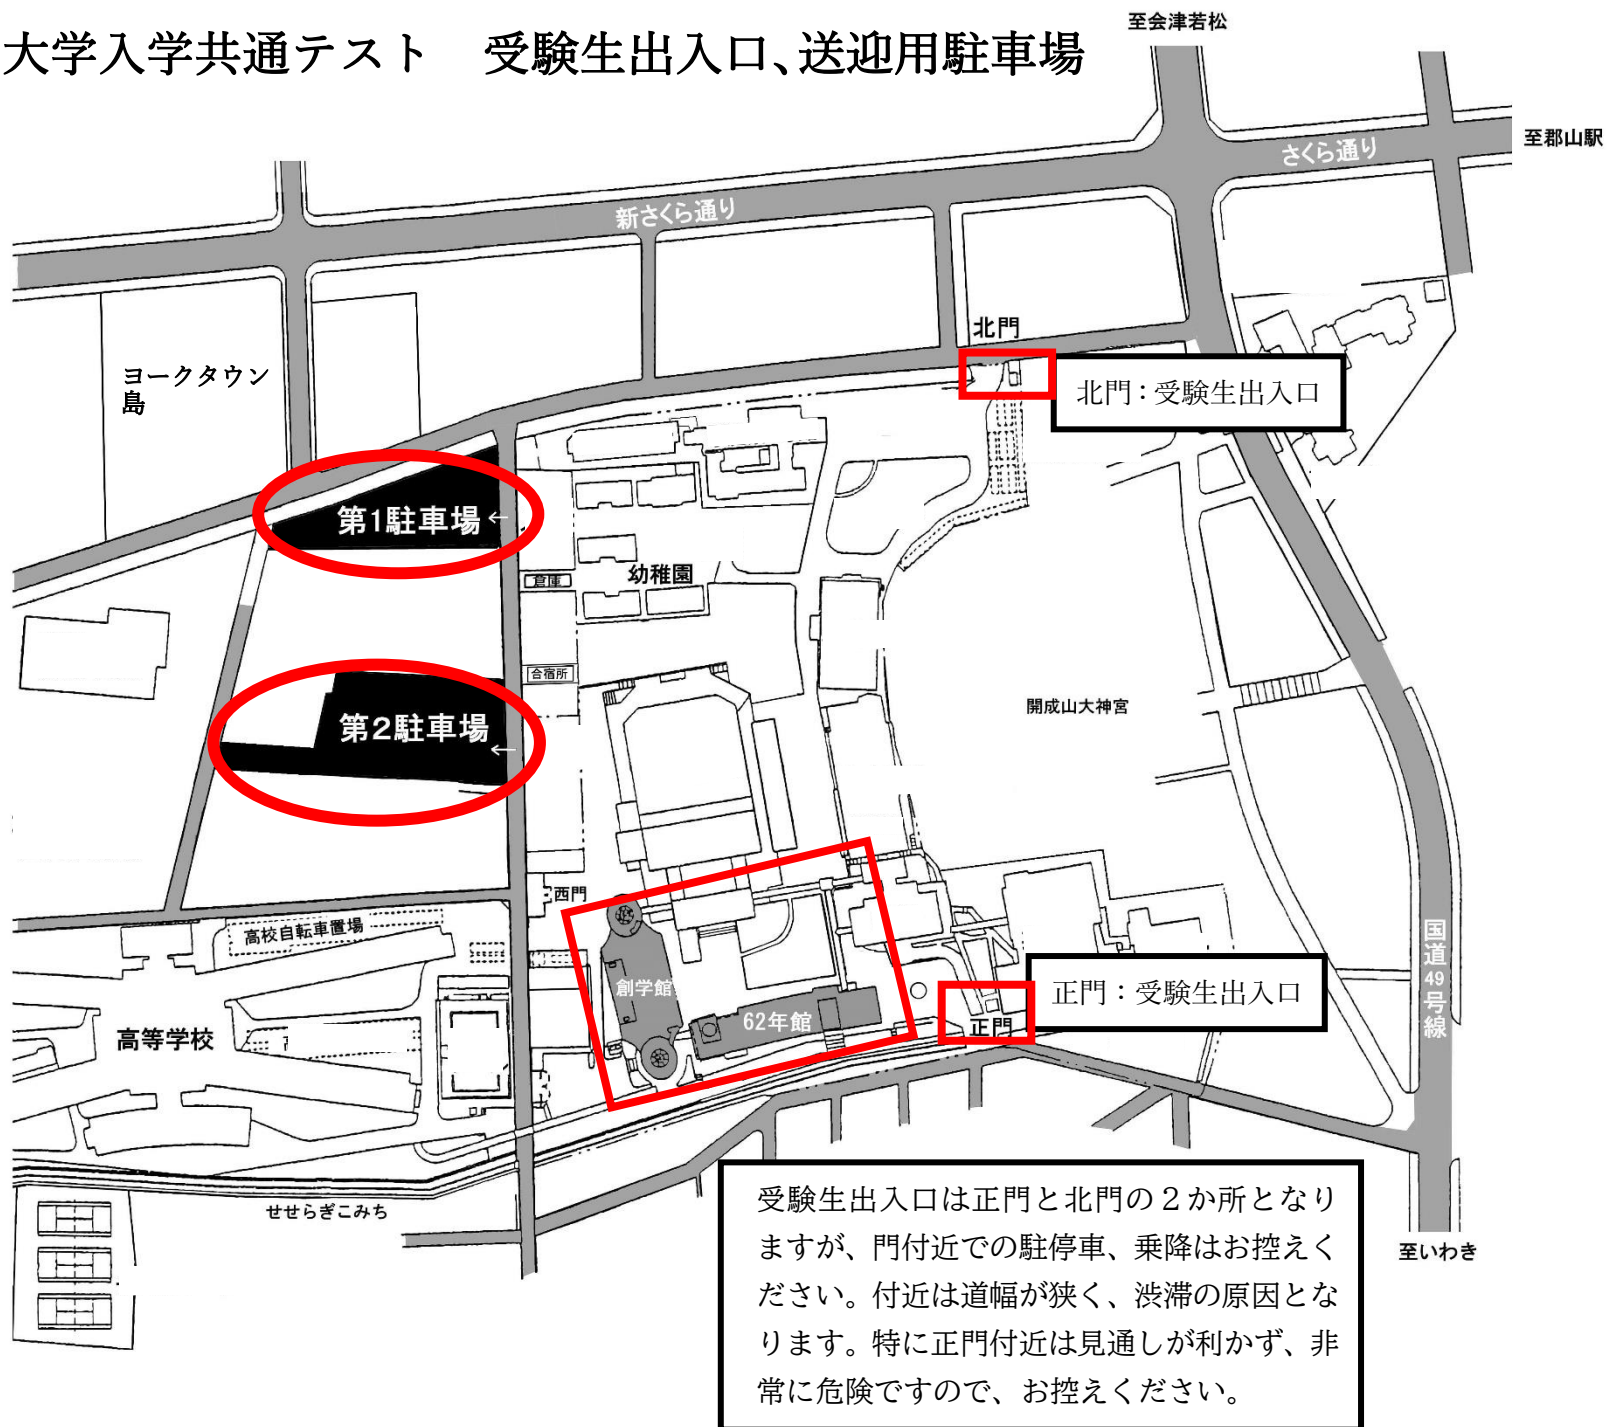 至会津若松
大学入学共通テスト　受験生出入口、送迎用駐車場
至郡山駅
さくら通り
新さくら通り
北門
ヨークタウン
島
北門：受験生出入口
第1駐車場←
倉庫
幼稚園
合宿所
開成山大神宮
第2駐車場
←
西門
高校自転車置場
国道49号線
創学館
正門：受験生出入口
62年館
正門
高等学校
受験生出入口は正門と北門の２か所となり
ますが、門付近での駐停車、乗降はお控えく
ださい。付近は道幅が狭く、渋滞の原因とな
ります。特に正門付近は見通しが利かず、非
常に危険ですので、お控えください。
せせらぎこみち
至いわき